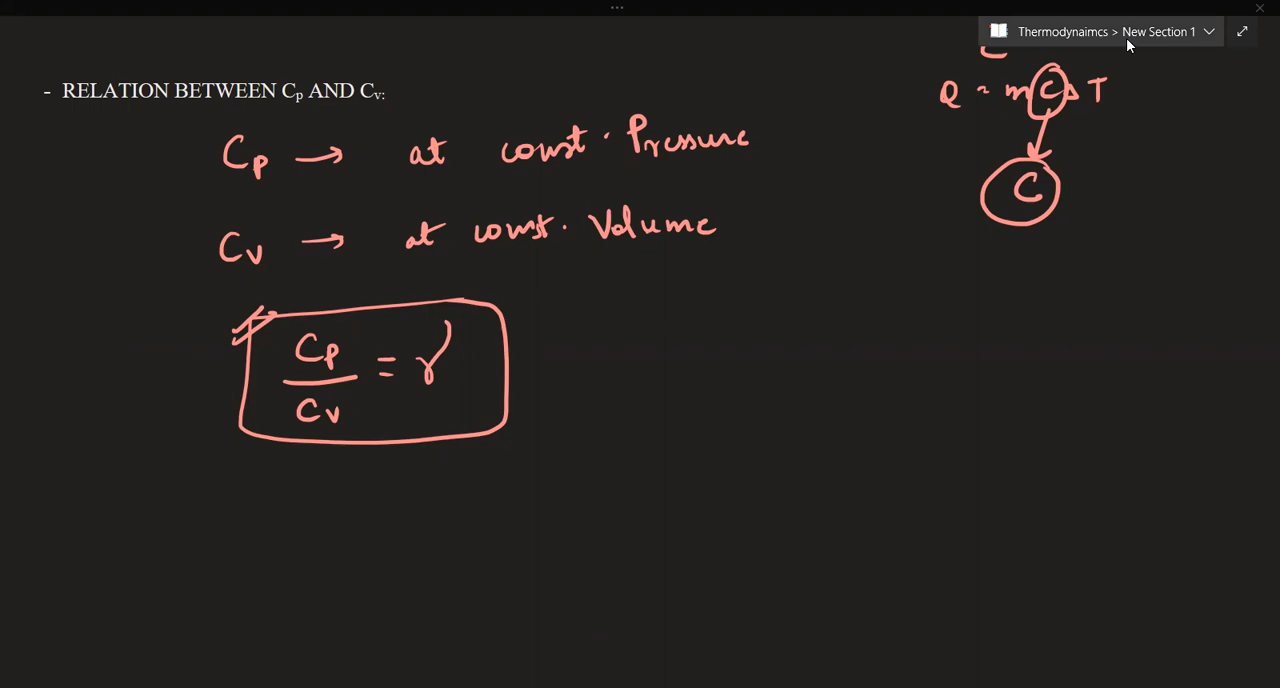 Thermodynaimcs > New Section 1
- RELATION BETWEEN Cp AND Cv:
Q = mCΔT
C
Cp → at const. Pressure
Cv → at const. Volume
Cp/Cv = γ